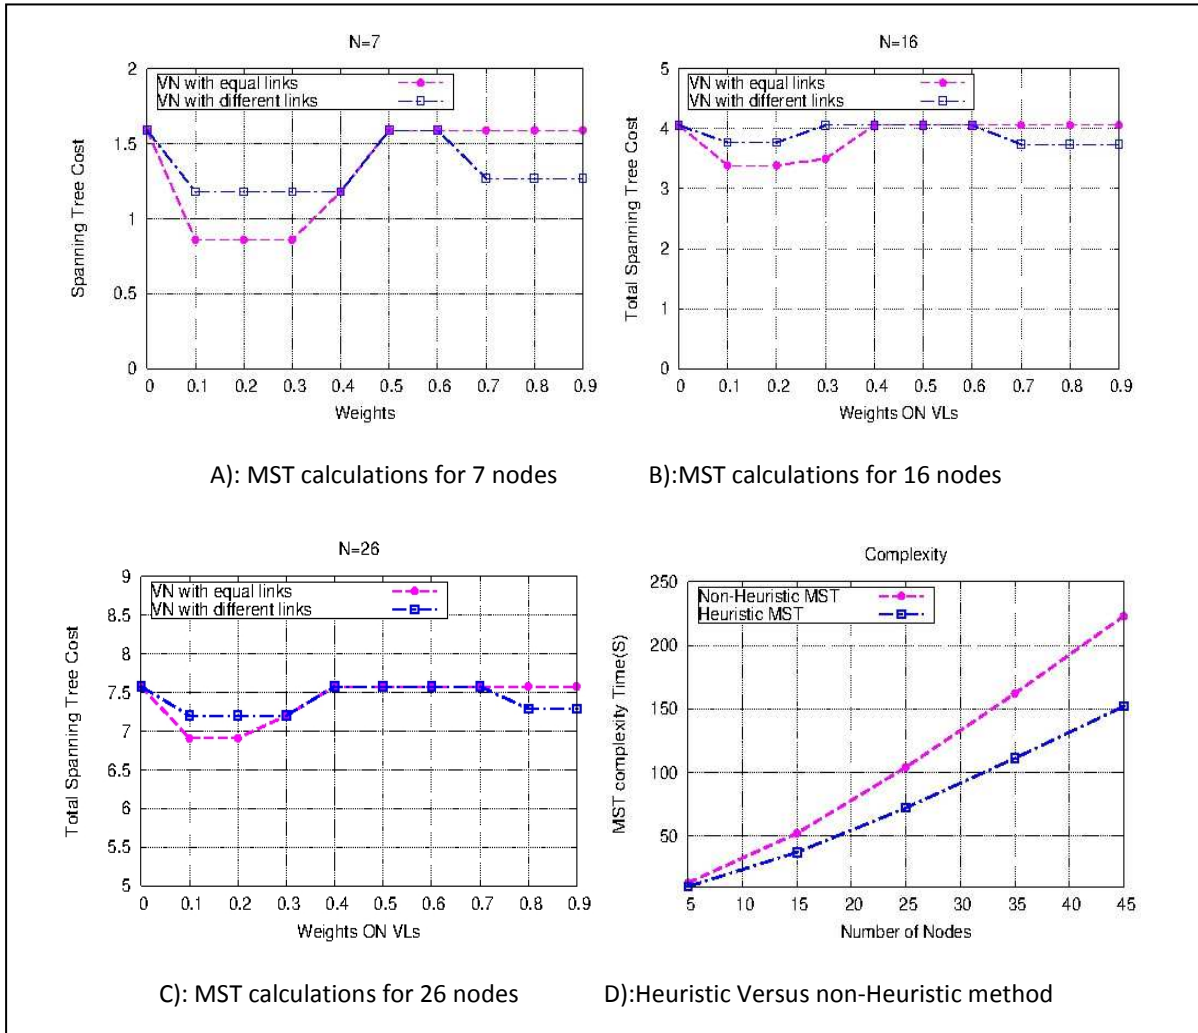 N=7
VN with equal links
VN with different links
2
1.5
1
0.5
0
Spanning Tree Cost
0 0.1 0.2 0.3 0.4 0.5 0.6 0.7 0.8 0.9
Weights
N=16
VN with equal links
VN with different links
5
4
3
2
1
0
Total Spanning Tree Cost
0 0.1 0.2 0.3 0.4 0.5 0.6 0.7 0.8 0.9
Weights ON VLs
A): MST calculations for 7 nodes
B):MST calculations for 16 nodes
N=26
VN with equal links
VN with different links
9
8.5
8
7.5
7
6.5
6
5.5
5
Total Spanning Tree Cost
0 0.1 0.2 0.3 0.4 0.5 0.6 0.7 0.8 0.9
Weights ON VLs
Complexity
Non-Heuristic MST
Heuristic MST
250
200
150
100
50
MST complexity Time(S)
5 10 15 20 25 30 35 40 45
Number of Nodes
C): MST calculations for 26 nodes
D):Heuristic Versus non-Heuristic method